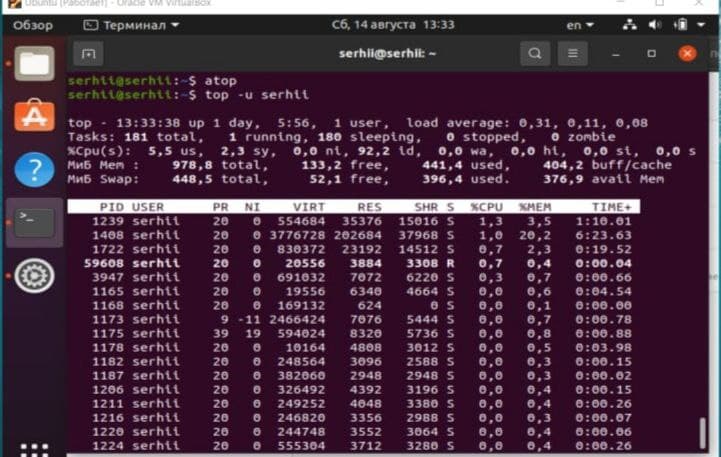 Ubuntu [Работает] - Oracle VM VirtualBox
Обзор Терминал Сб, 14 августа 13:33 en
serhii@serhii: ~
serhii@serhii:~$ atop
serhii@serhii:~$ top -u serhii
top - 13:33:38 up 1 day, 5:56, 1 user, load average: 0,31, 0,11, 0,08
Tasks: 181 total, 1 running, 180 sleeping, 0 stopped, 0 zombie
%Cpu(s): 5,5 us, 2,3 sy, 0,0 ni, 92,2 id, 0,0 wa, 0,0 hi, 0,0 si, 0,0 s
МиБ Mem : 978,8 total, 133,2 free, 441,4 used, 404,2 buff/cache
МиБ Swap: 448,5 total, 52,1 free, 396,4 used. 376,9 avail Mem
PID USER PR NI VIRT RES SHR S %CPU %MEM TIME+
1239 serhii 20 0 554684 35376 15016 S 1,3 3,5 1:10.01
1408 serhii 20 0 3776728 202684 37968 S 1,0 20,2 6:23.63
1722 serhii 20 0 830372 23192 14512 S 0,7 2,3 0:19.52
59608 serhii 20 0 20556 3884 3308 R 0,7 0,4 0:00.04
3947 serhii 20 0 691032 7072 6220 S 0,3 0,7 0:00.66
1165 serhii 20 0 19556 6340 4664 S 0,0 0,6 0:04.54
1168 serhii 20 0 169132 624 0 S 0,0 0,1 0:00.00
1173 serhii 9 -11 2466424 7076 5444 S 0,0 0,7 0:00.78
1175 serhii 39 19 594024 8320 5736 S 0,0 0,8 0:00.88
1178 serhii 20 0 10164 4808 3012 S 0,0 0,5 0:03.98
1182 serhii 20 0 248564 3096 2588 S 0,0 0,3 0:00.15
1187 serhii 20 0 382060 2948 2948 S 0,0 0,3 0:00.02
1206 serhii 20 0 326492 4392 3196 S 0,0 0,4 0:00.15
1211 serhii 20 0 249252 4048 3380 S 0,0 0,4 0:00.26
1216 serhii 20 0 246820 3356 2988 S 0,0 0,3 0:00.07
1220 serhii 20 0 244748 3552 3064 S 0,0 0,4 0:00.06
1224 serhii 20 0 555304 3712 3280 S 0,0 0,4 0:00.26